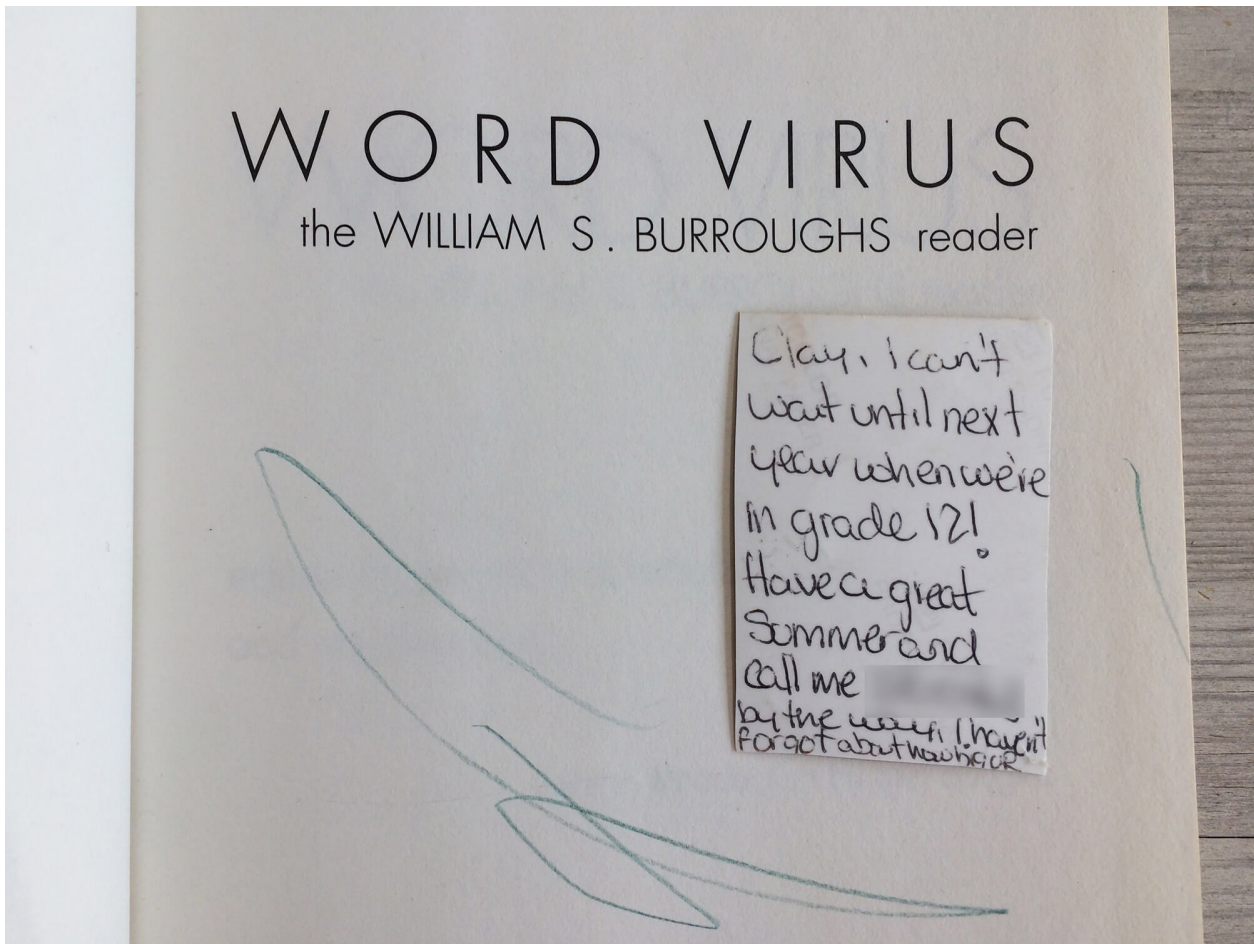 WORD VIRUS
the WILLIAM S. BURROUGHS reader
Clay, I can't
wait until next
year when we're
in grade 12!
Have a great
Summer and
call me
by the way, I haven't
forgot about how